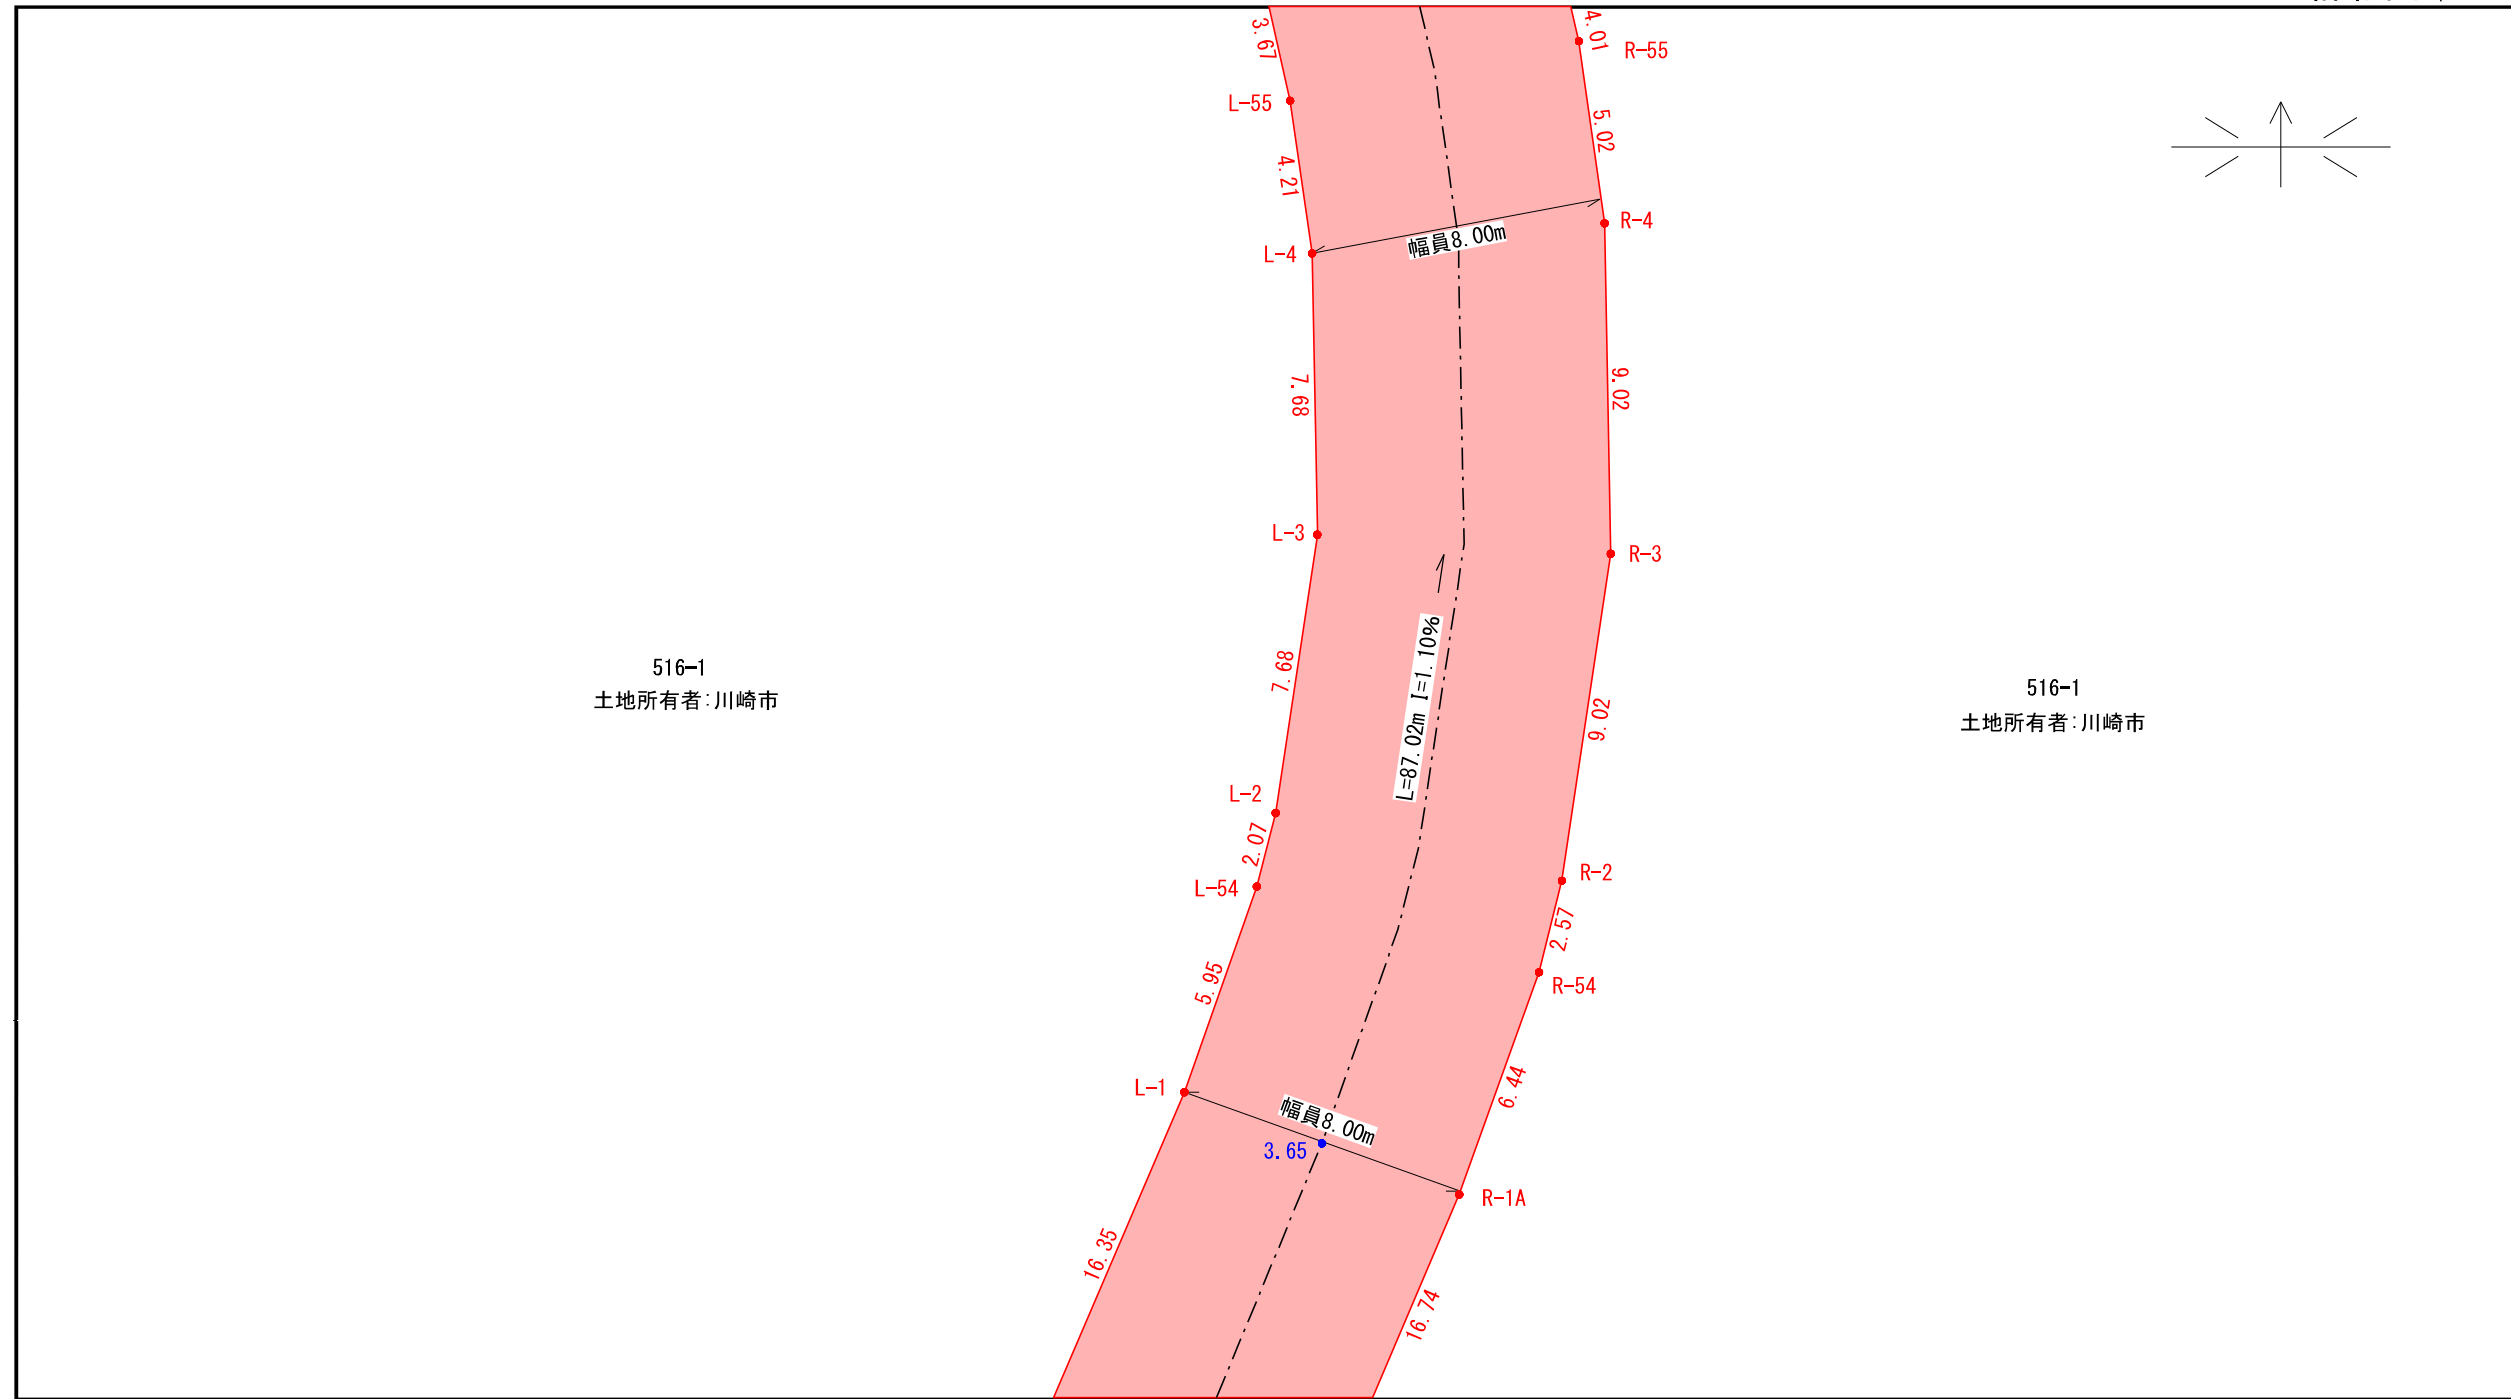 3.67
4.01
R-55
L-55
5.02
4.21
R-4
L-4
幅員8.00m
7.68
9.02
L-3
R-3
L=87.02m I=1.10%
7.68
9.02
516-1
土地所有者:川崎市
516-1
土地所有者:川崎市
L-2
2.07
R-2
L-54
2.57
R-54
5.95
6.44
L-1
幅員8.00m
3.65
R-1A
16.35
16.74